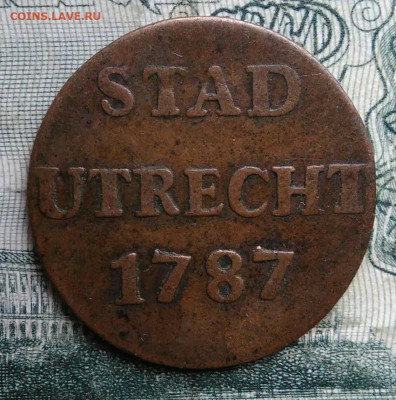 COINS.LAVE.RU
STAD
UTRECHT
1787